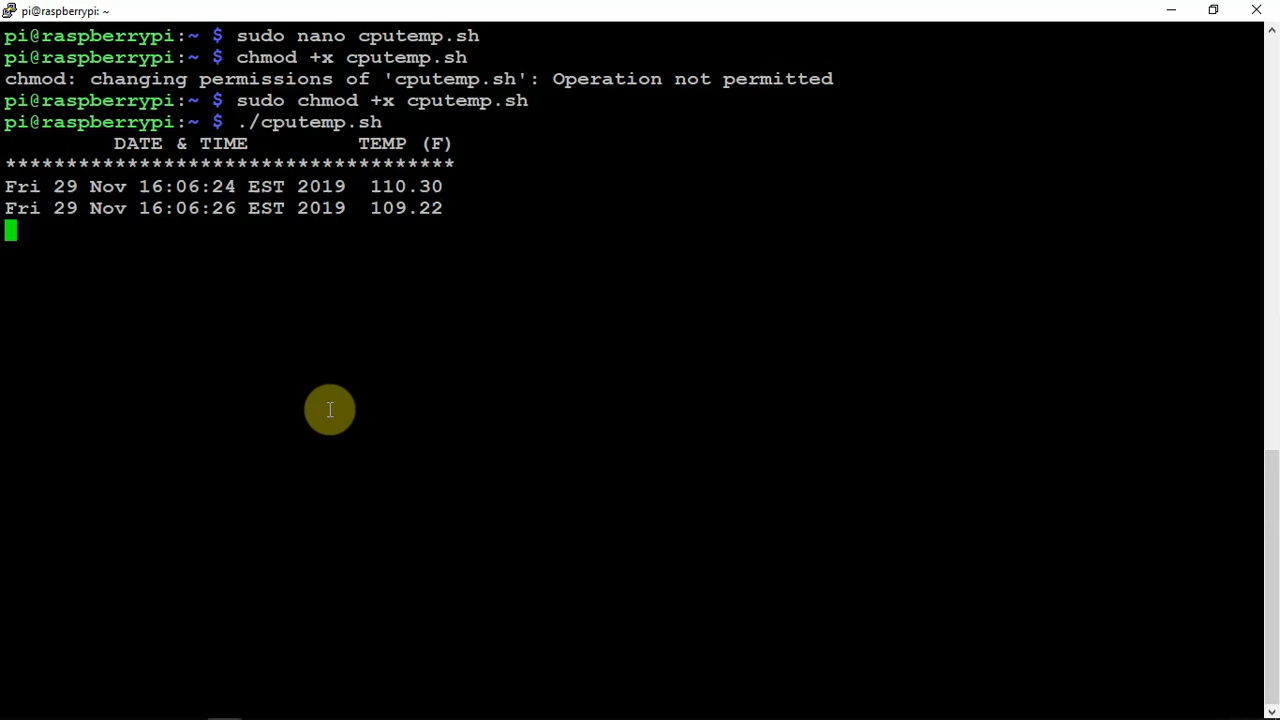 pi@raspberrypi: ~
pi@raspberrypi:~ $ sudo nano cputemp.sh
pi@raspberrypi:~ $ chmod +x cputemp.sh
chmod: changing permissions of 'cputemp.sh': Operation not permitted
pi@raspberrypi:~ $ sudo chmod +x cputemp.sh
pi@raspberrypi:~ $ ./cputemp.sh
         DATE & TIME         TEMP (F)
*************************************
Fri 29 Nov 16:06:24 EST 2019  110.30
Fri 29 Nov 16:06:26 EST 2019  109.22